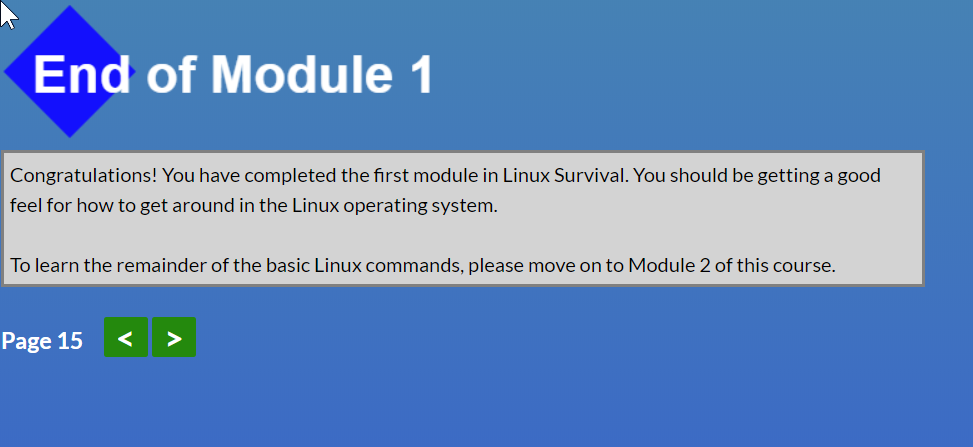 End of Module 1
Congratulations! You have completed the first module in Linux Survival. You should be getting a good
feel for how to get around in the Linux operating system.
To learn the remainder of the basic Linux commands, please move on to Module 2 of this course.
Page 15 < >